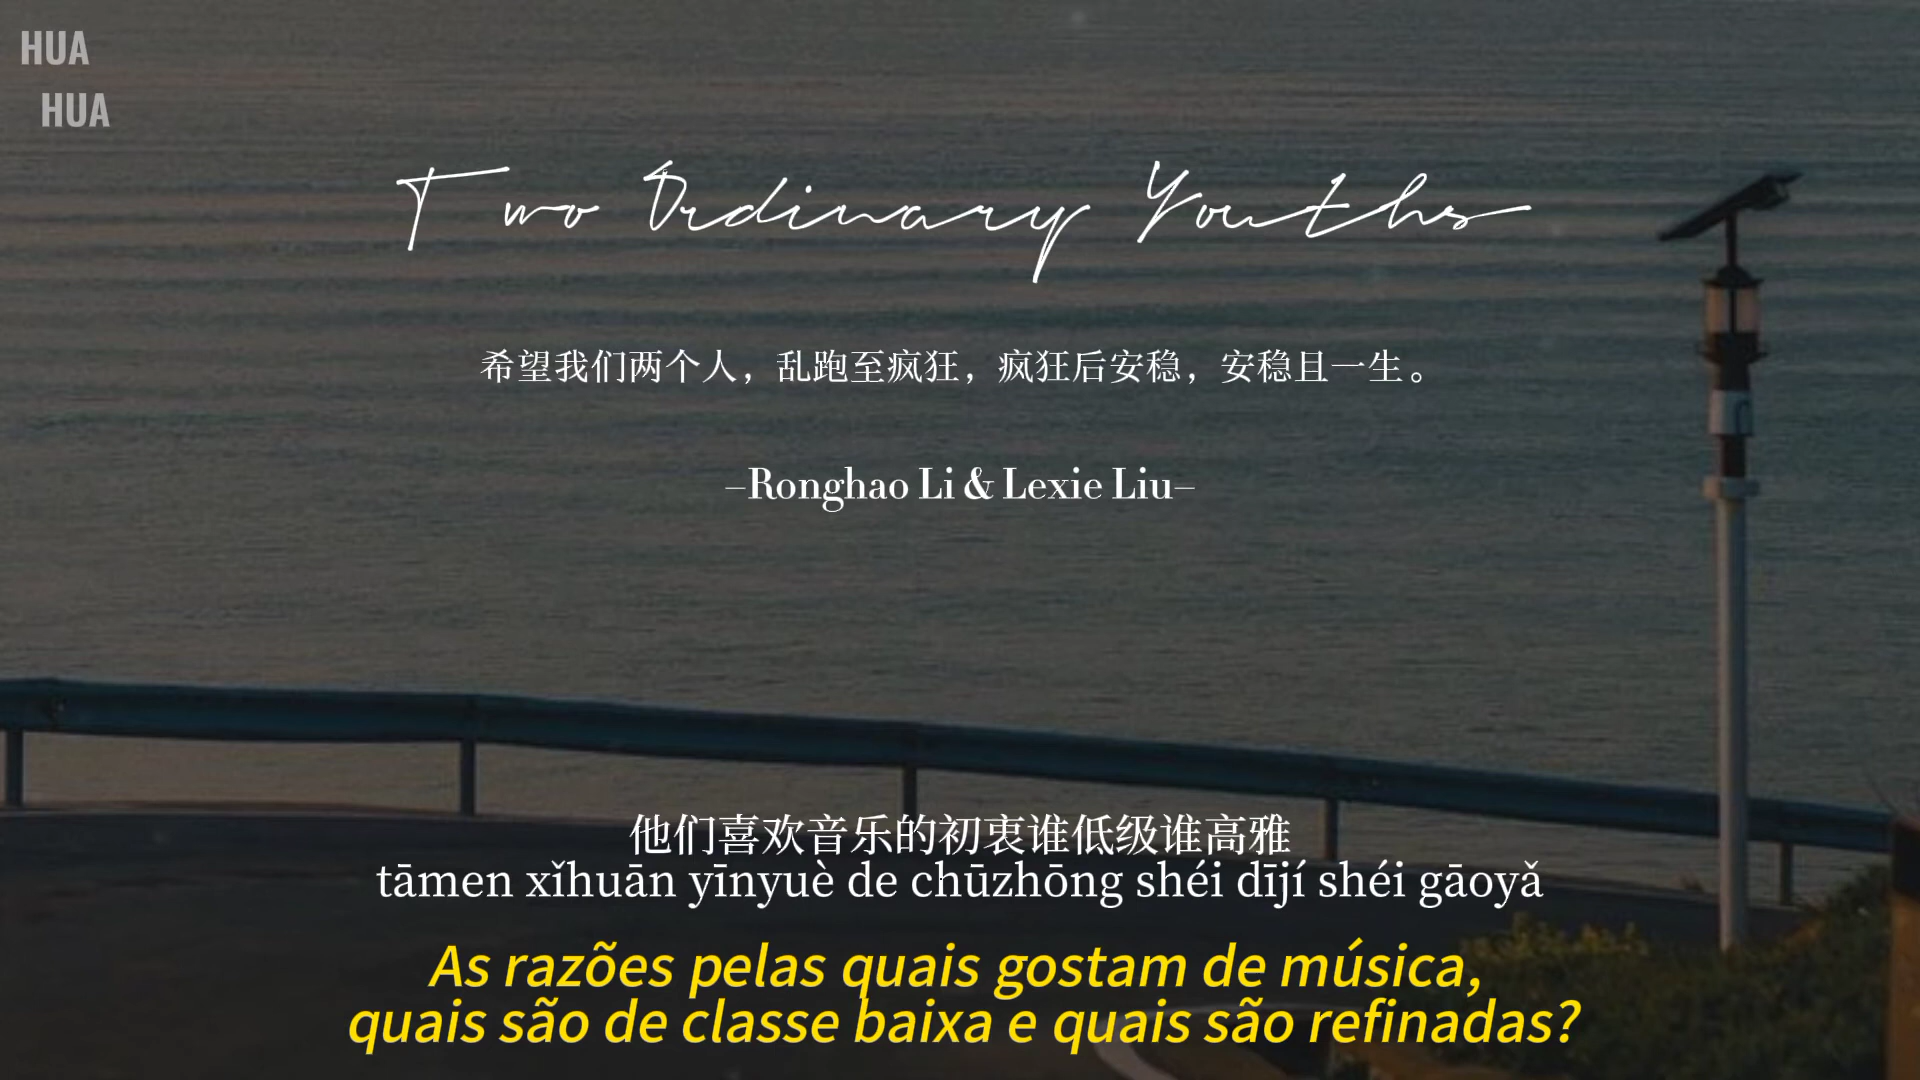 HUA
HUA
Two Ordinary Youths
希望我们两个人，乱跑至疯狂，疯狂后安稳，安稳且一生。
–Ronghao Li & Lexie Liu–
他们喜欢音乐的初衷谁低级谁高雅
tāmen xǐhuān yīnyuè de chūzhōng shéi dījí shéi gāoyǎ
As razões pelas quais gostam de música,
quais são de classe baixa e quais são refinadas?